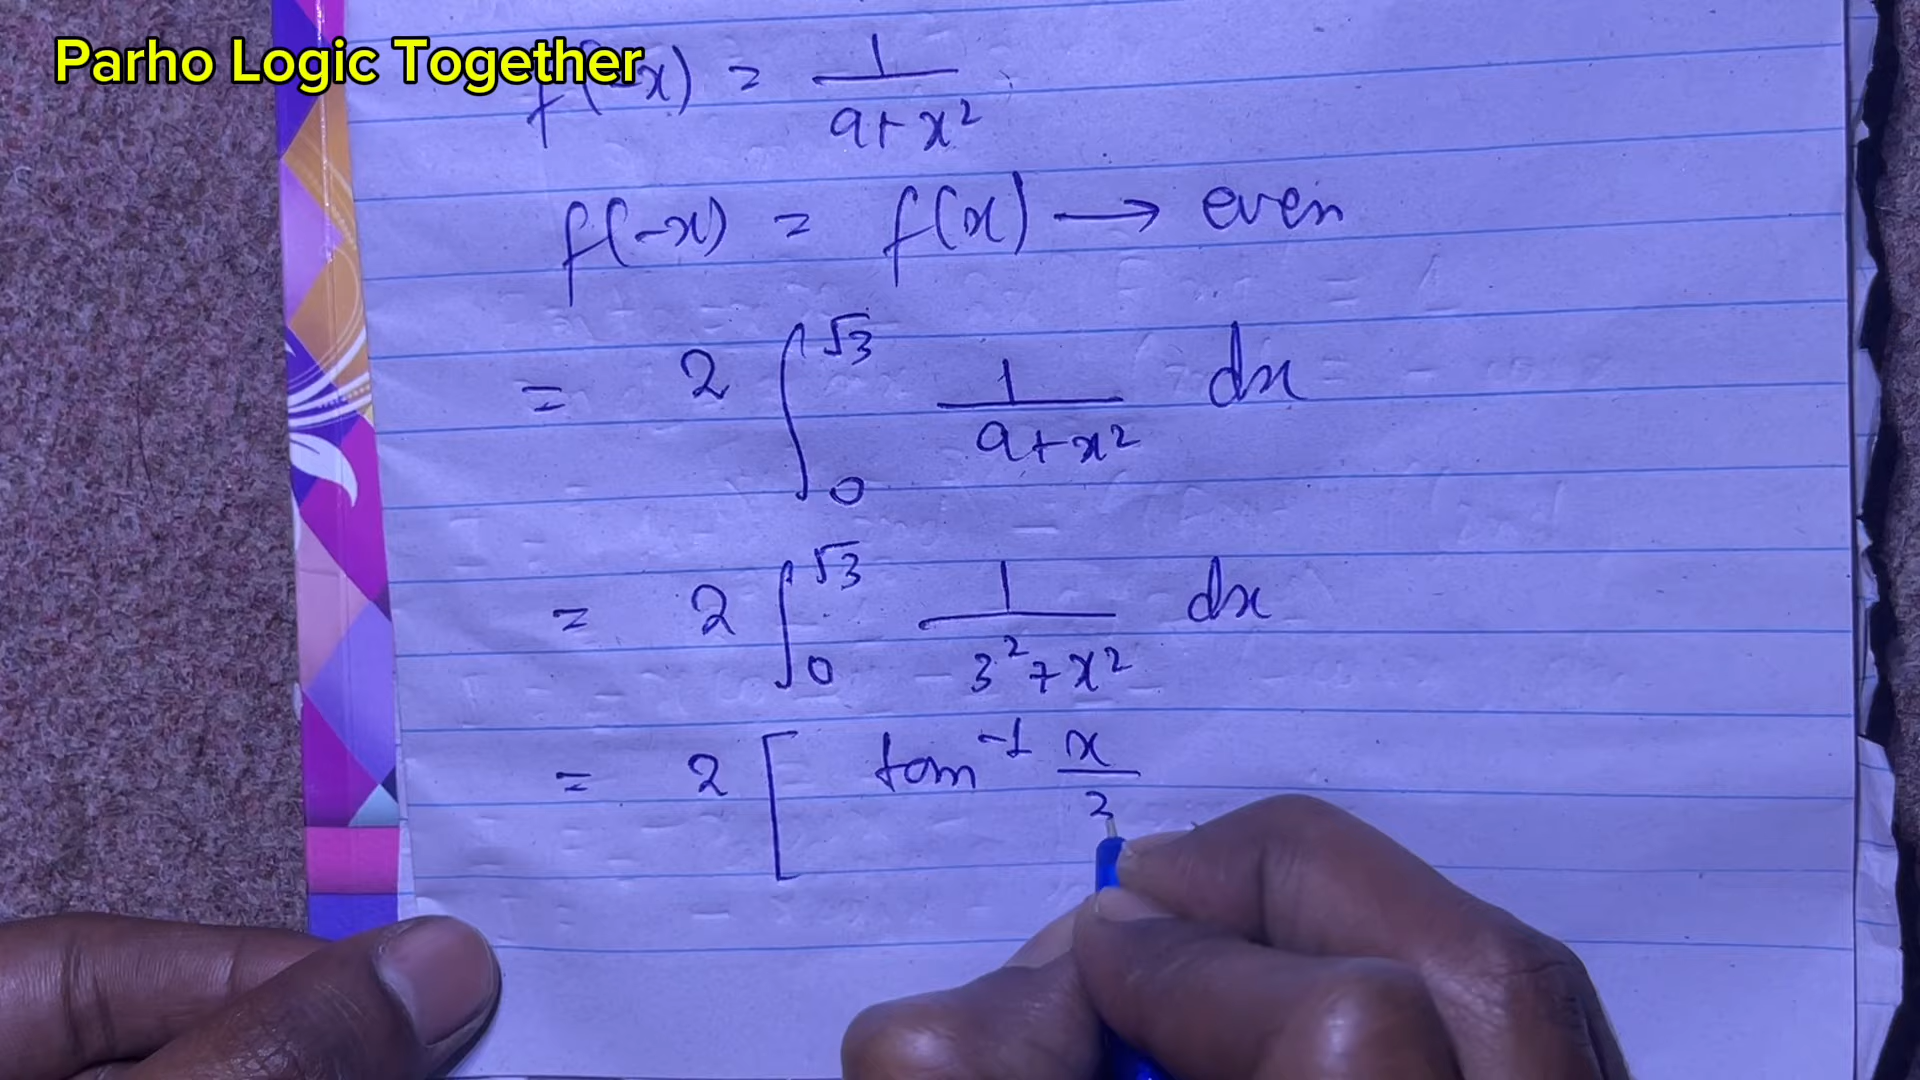 Parho Logic Together
f(-x) = 1/(9+x²)
f(-x) = f(x) → even
= 2 ∫₀^√3 1/(9+x²) dx
= 2 ∫₀^√3 1/(3²+x²) dx
= 2 [ tan⁻¹ x/3